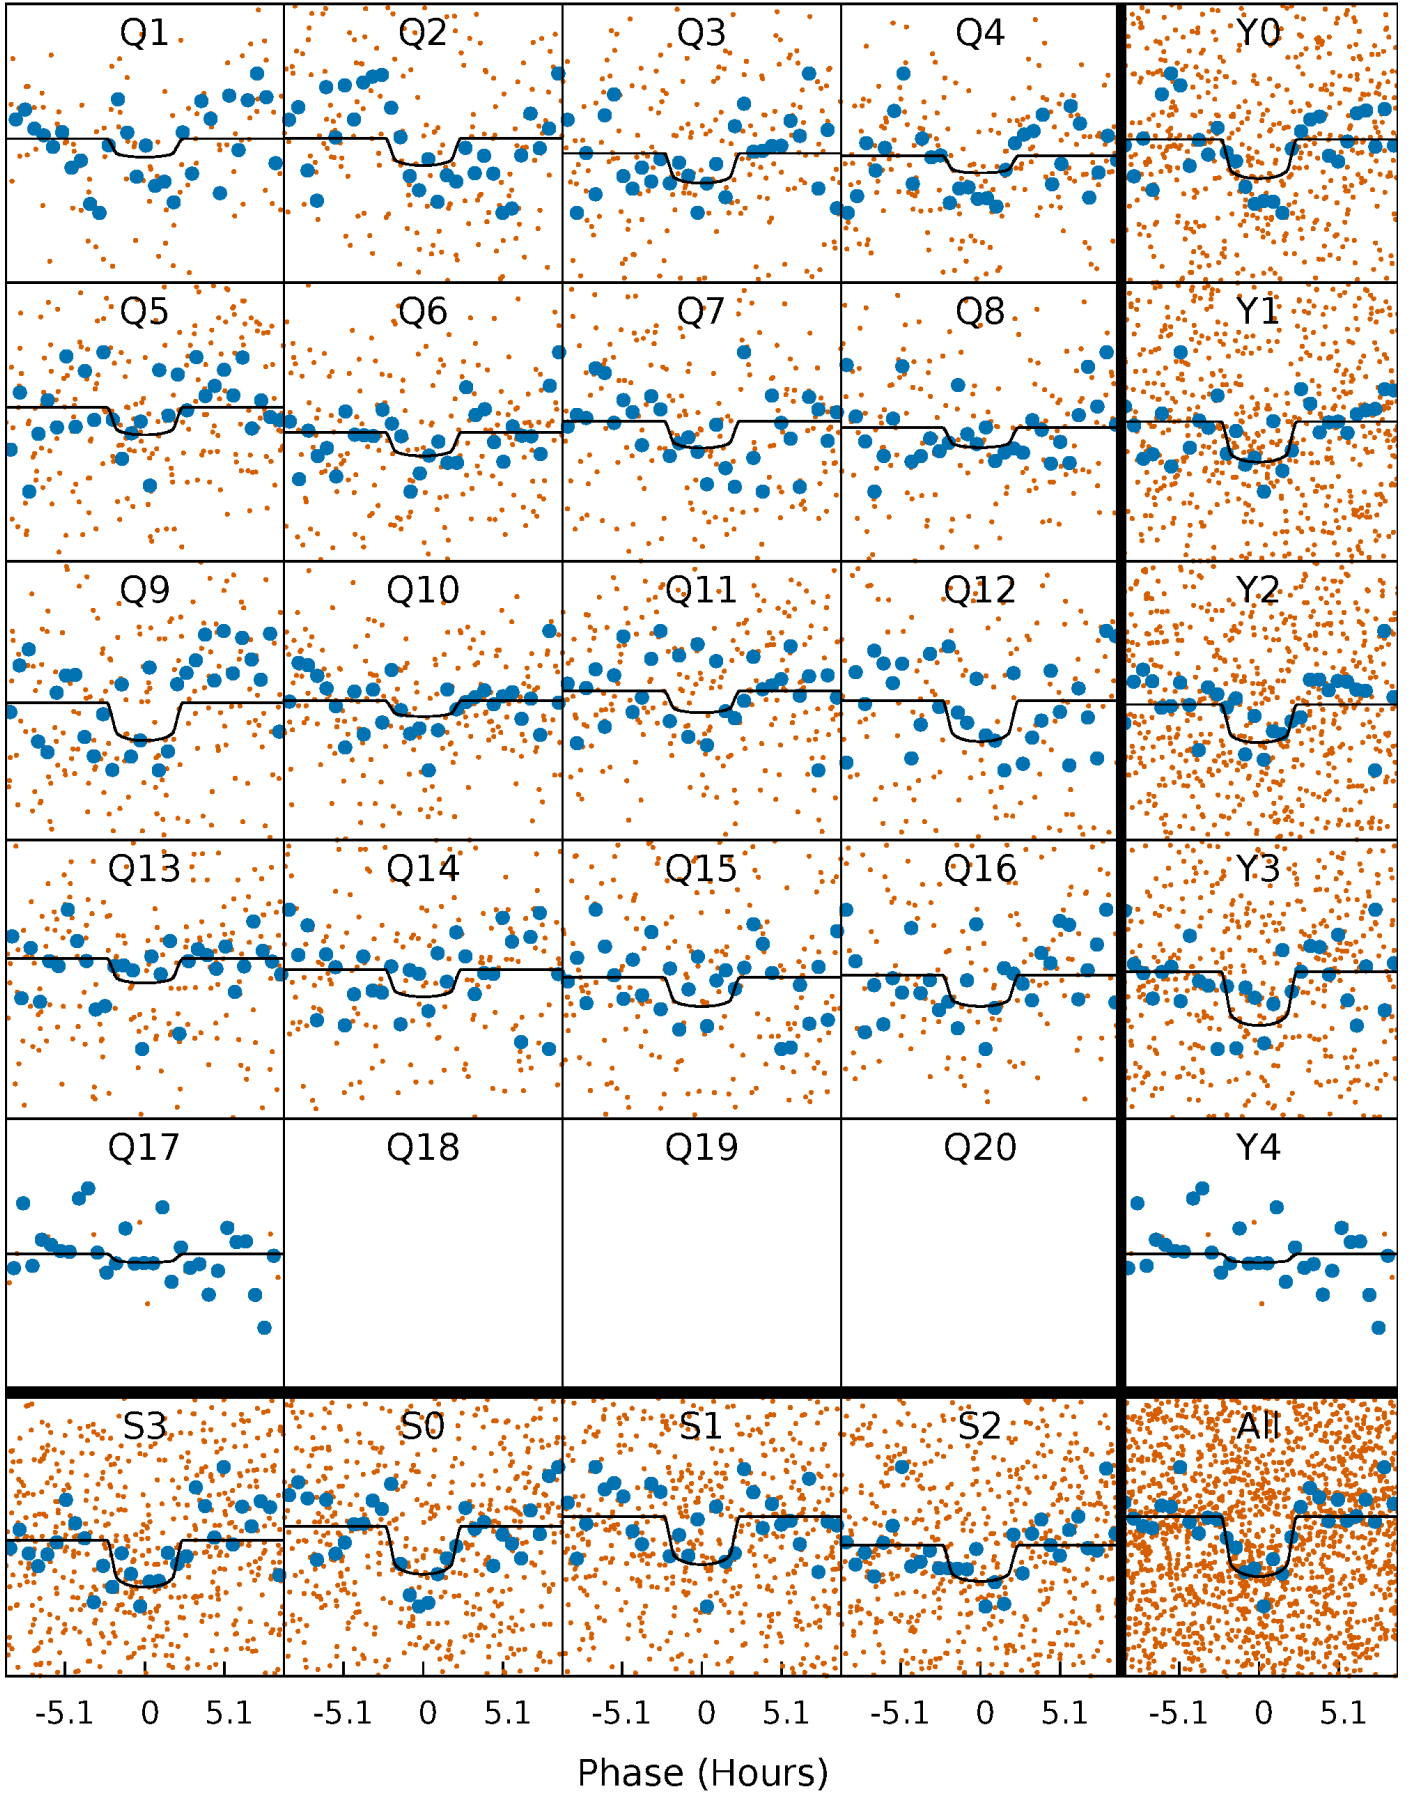 Q1 Q2 Q3 Q4 Y0
Q5 Q6 Q7 Q8 Y1
Q9 Q10 Q11 Q12 Y2
Q13 Q14 Q15 Q16 Y3
Q17 Q18 Q19 Q20 Y4
S3 S0 S1 S2 All
-5.1 0 5.1 -5.1 0 5.1 -5.1 0 5.1 -5.1 0 5.1 -5.1 0 5.1
Phase (Hours)